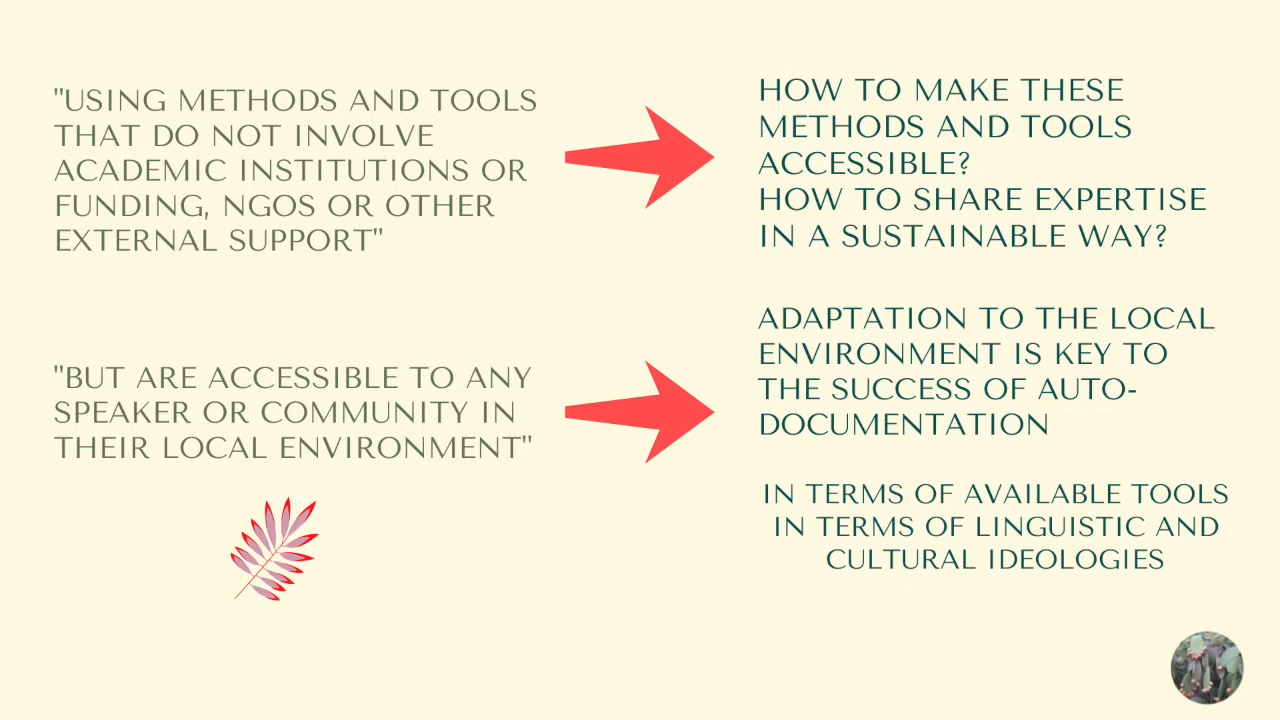 "USING METHODS AND TOOLS
THAT DO NOT INVOLVE
ACADEMIC INSTITUTIONS OR
FUNDING, NGOS OR OTHER
EXTERNAL SUPPORT"
HOW TO MAKE THESE
METHODS AND TOOLS
ACCESSIBLE?
HOW TO SHARE EXPERTISE
IN A SUSTAINABLE WAY?
"BUT ARE ACCESSIBLE TO ANY
SPEAKER OR COMMUNITY IN
THEIR LOCAL ENVIRONMENT"
ADAPTATION TO THE LOCAL
ENVIRONMENT IS KEY TO
THE SUCCESS OF AUTO-
DOCUMENTATION
IN TERMS OF AVAILABLE TOOLS
IN TERMS OF LINGUISTIC AND
CULTURAL IDEOLOGIES